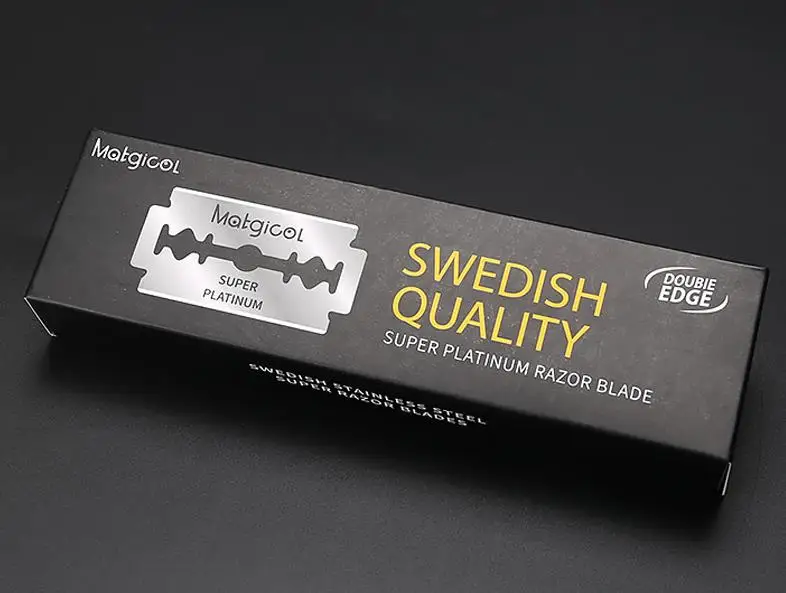 Matgicol
Matgicol
SUPER
PLATINUM
SWEDISH
QUALITY
SUPER PLATINUM RAZOR BLADE
DOUBIE
EDGE
SWEDISH STAINLESS STEEL
SUPER RAZOR BLADES